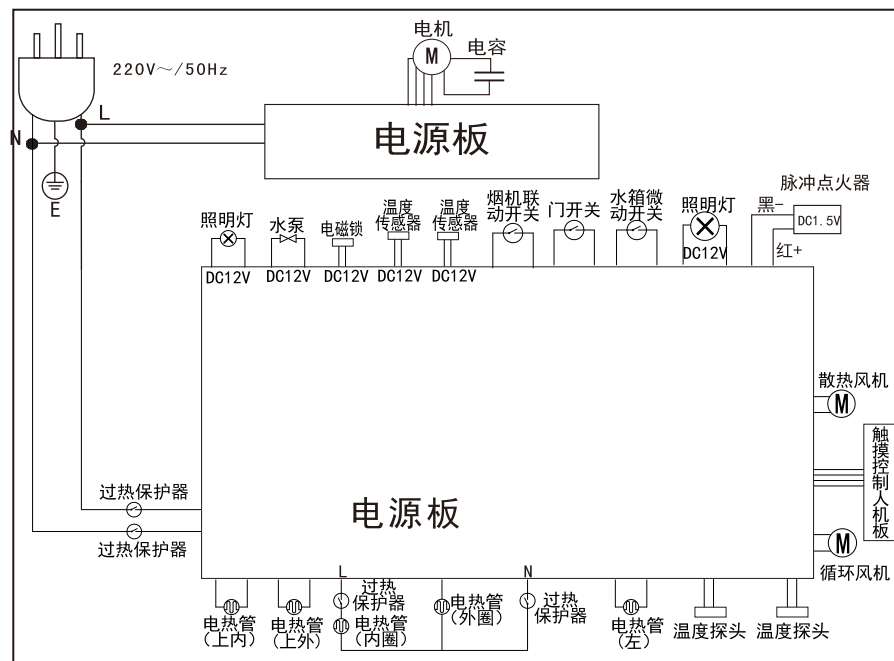 电机
M
电容
220V～/50Hz
L
N
电源板
E
脉冲点火器
黑-
DC1.5V
红+
照明灯
DC12V
水泵
DC12V
电磁锁
DC12V
温度
传感器
DC12V
温度
传感器
DC12V
烟机联
动开关
门开关
水箱微
动开关
照明灯
DC12V
散热风机
M
触摸控制人机板
M
循环风机
过热保护器
过热保护器
电源板
L
N
电热管
(上内)
电热管
(上外)
过热
保护器
电热管
(内圈)
电热管
(外圈)
过热
保护器
电热管
(左)
温度探头
温度探头